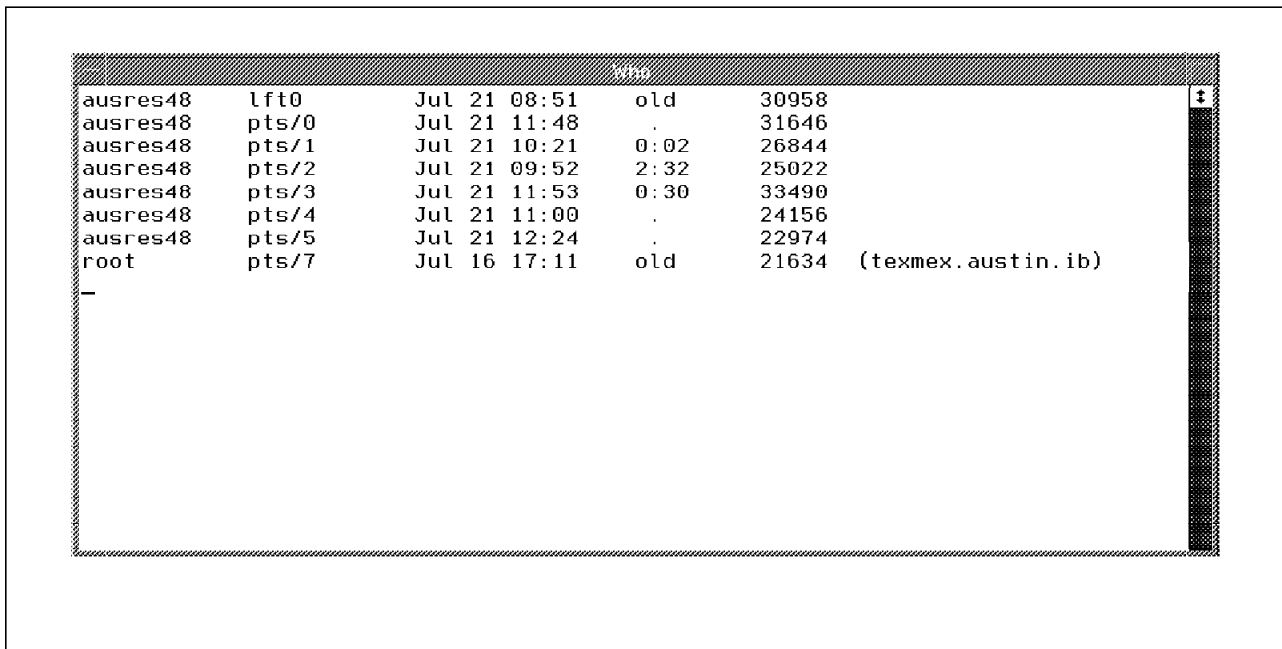 Who
ausres48 lft0 Jul 21 08:51 old 30958
ausres48 pts/0 Jul 21 11:48 . 31646
ausres48 pts/1 Jul 21 10:21 0:02 26844
ausres48 pts/2 Jul 21 09:52 2:32 25022
ausres48 pts/3 Jul 21 11:53 0:30 33490
ausres48 pts/4 Jul 21 11:00 . 24156
ausres48 pts/5 Jul 21 12:24 . 22974
root pts/7 Jul 16 17:11 old 21634 (texmex.austin.ib)